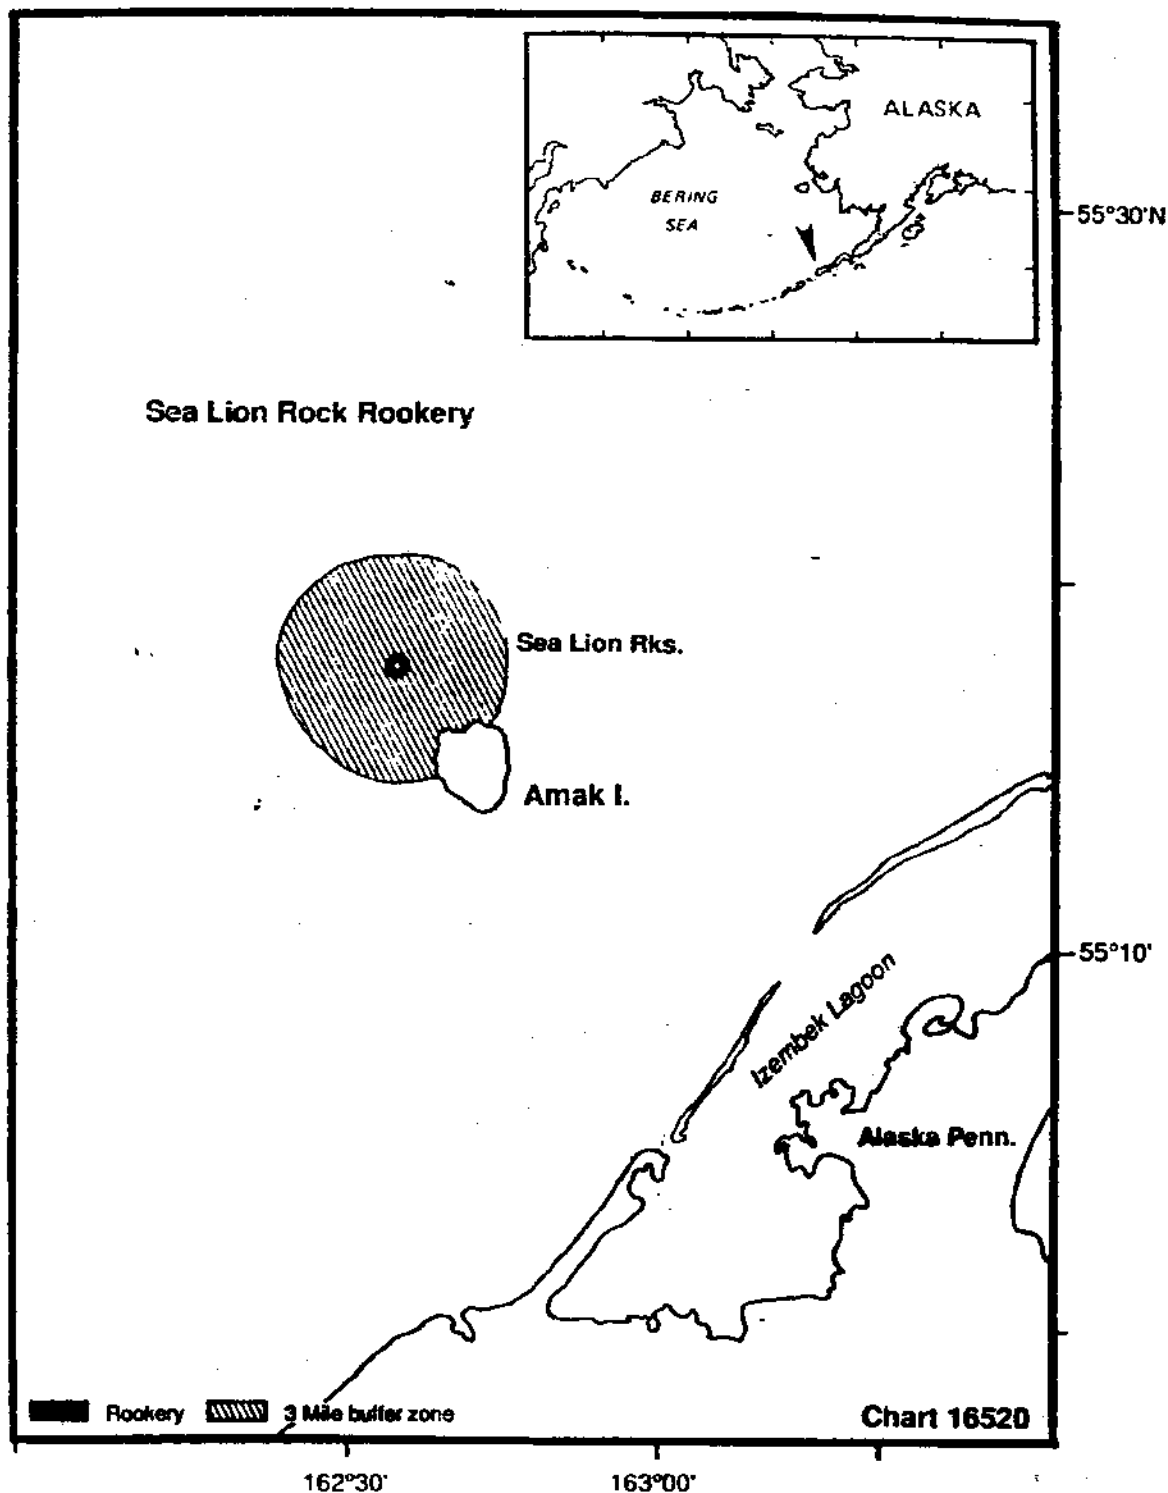 ALASKA
BERING
SEA
55°30'N
Sea Lion Rock Rookery
Sea Lion Rks.
Amak I.
55°10'
Izembek Lagoon
Alaska Penn.
Rookery
3 Mile buffer zone
Chart 16520
162°30'
163°00'